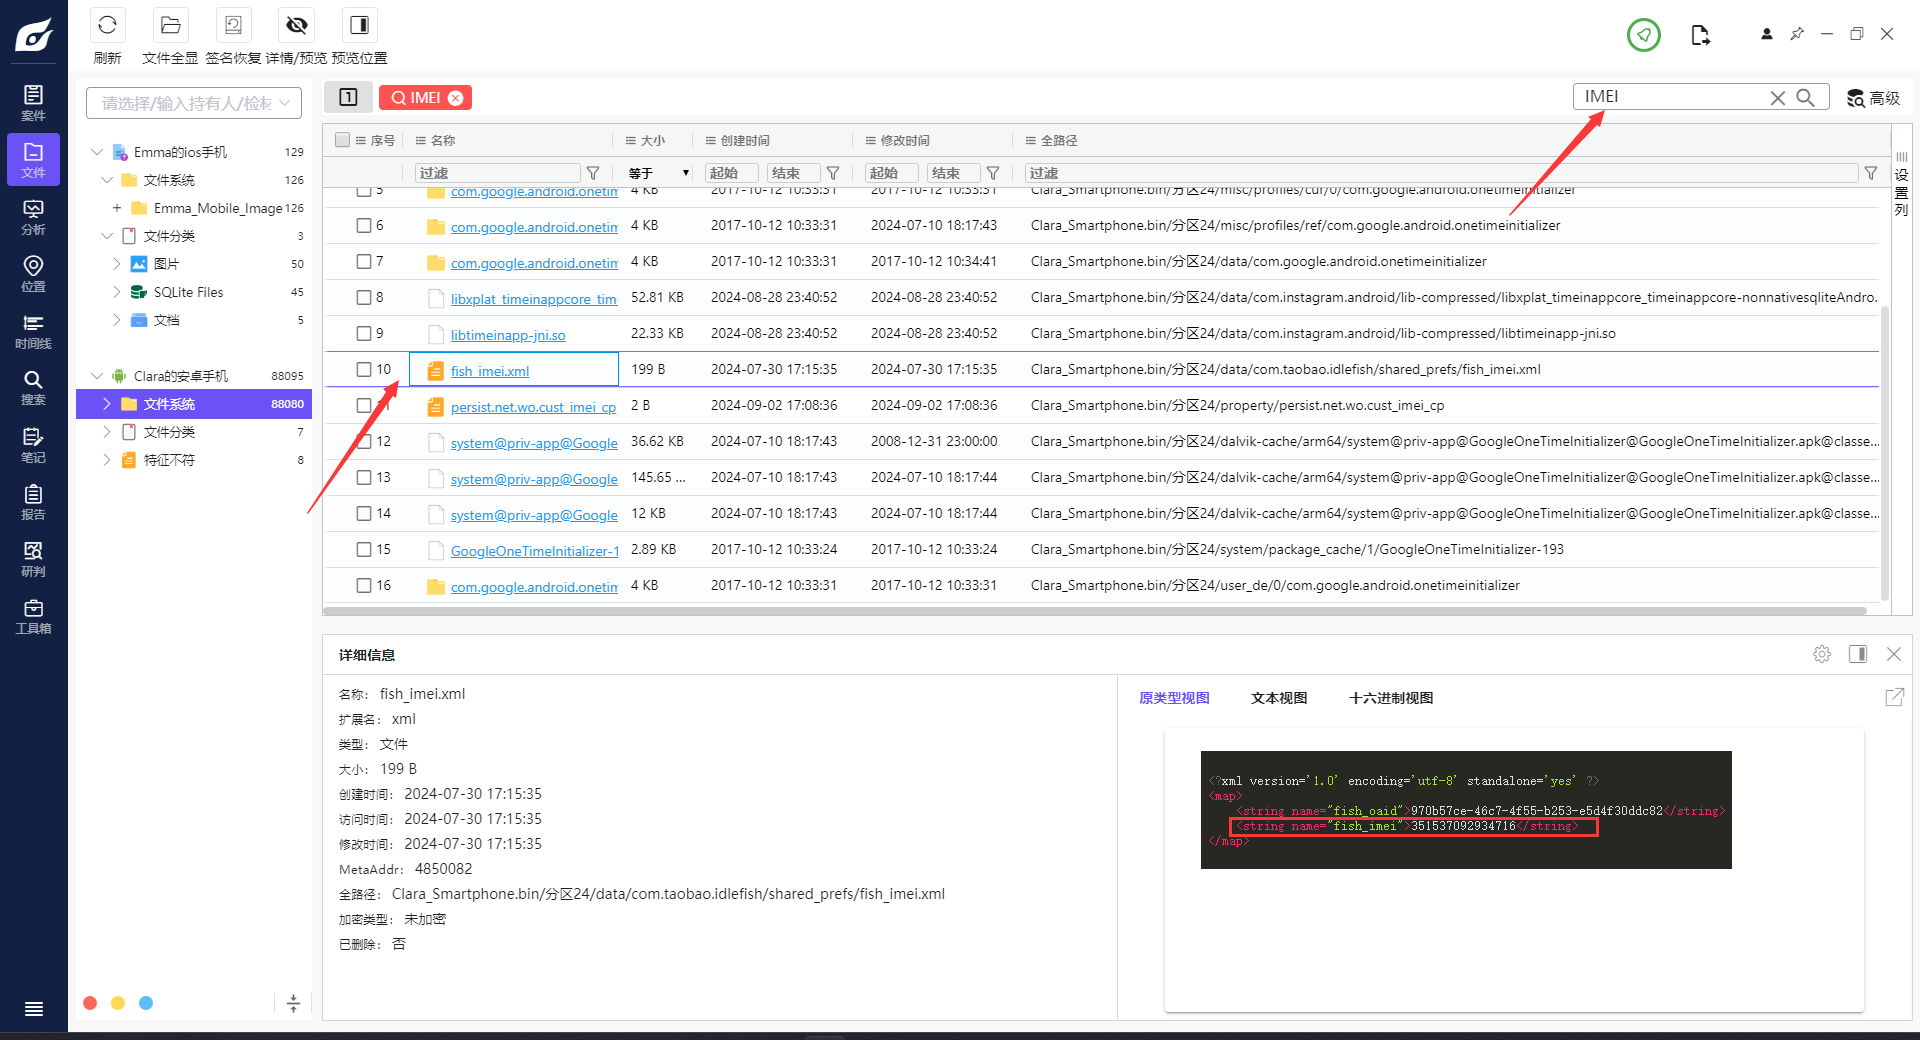 刷新
文件全显
签名恢复
详情/预览
预览位置
案件
文件
分析
位置
时间线
搜索
笔记
报告
研判
工具箱
请选择/输入持有人/检材
Emma的ios手机 129
文件系统 126
Emma_Mobile_Image 126
文件分类 3
图片 50
SQLite Files 45
文档 5
Clara的安卓手机 88095
文件系统 88080
文件分类 7
特征不符 8
1
IMEI
IMEI
高级
序号 名称 大小 创建时间 修改时间 全路径
过滤 等于 起始 结束 起始 结束 过滤
设置列
5 com.google.android.onetim 4 KB 2017-10-12 10:33:31 2017-10-12 10:33:31 Clara_Smartphone.bin/分区24/misc/profiles/cur/0/com.google.android.onetimeinitializer
6 com.google.android.onetim 4 KB 2017-10-12 10:33:31 2024-07-10 18:17:43 Clara_Smartphone.bin/分区24/misc/profiles/ref/com.google.android.onetimeinitializer
7 com.google.android.onetim 4 KB 2017-10-12 10:33:31 2017-10-12 10:34:41 Clara_Smartphone.bin/分区24/data/com.google.android.onetimeinitializer
8 libxplat_timeinappcore_tim 52.81 KB 2024-08-28 23:40:52 2024-08-28 23:40:52 Clara_Smartphone.bin/分区24/data/com.instagram.android/lib-compressed/libxplat_timeinappcore_timeinappcore-nonnativesqliteAndro...
9 libtimeinapp-jni.so 22.33 KB 2024-08-28 23:40:52 2024-08-28 23:40:52 Clara_Smartphone.bin/分区24/data/com.instagram.android/lib-compressed/libtimeinapp-jni.so
10 fish_imei.xml 199 B 2024-07-30 17:15:35 2024-07-30 17:15:35 Clara_Smartphone.bin/分区24/data/com.taobao.idlefish/shared_prefs/fish_imei.xml
11 persist.net.wo.cust_imei_cp 2 B 2024-09-02 17:08:36 2024-09-02 17:08:36 Clara_Smartphone.bin/分区24/property/persist.net.wo.cust_imei_cp
12 system@priv-app@Google 36.62 KB 2024-07-10 18:17:43 2008-12-31 23:00:00 Clara_Smartphone.bin/分区24/dalvik-cache/arm64/system@priv-app@GoogleOneTimeInitializer@GoogleOneTimeInitializer.apk@classe...
13 system@priv-app@Google 145.65 ... 2024-07-10 18:17:43 2024-07-10 18:17:44 Clara_Smartphone.bin/分区24/dalvik-cache/arm64/system@priv-app@GoogleOneTimeInitializer@GoogleOneTimeInitializer.apk@classe...
14 system@priv-app@Google 12 KB 2024-07-10 18:17:43 2024-07-10 18:17:44 Clara_Smartphone.bin/分区24/dalvik-cache/arm64/system@priv-app@GoogleOneTimeInitializer@GoogleOneTimeInitializer.apk@classe...
15 GoogleOneTimeInitializer-1 2.89 KB 2017-10-12 10:33:24 2017-10-12 10:33:24 Clara_Smartphone.bin/分区24/system/package_cache/1/GoogleOneTimeInitializer-193
16 com.google.android.onetim 4 KB 2017-10-12 10:33:31 2017-10-12 10:33:31 Clara_Smartphone.bin/分区24/user_de/0/com.google.android.onetimeinitializer
详细信息
名称： fish_imei.xml
扩展名： xml
类型： 文件
大小： 199 B
创建时间： 2024-07-30 17:15:35
访问时间： 2024-07-30 17:15:35
修改时间： 2024-07-30 17:15:35
MetaAddr： 4850082
全路径： Clara_Smartphone.bin/分区24/data/com.taobao.idlefish/shared_prefs/fish_imei.xml
加密类型： 未加密
已删除： 否
原类型视图 文本视图 十六进制视图
<?xml version='1.0' encoding='utf-8' standalone='yes' ?>
<map>
<string name="fish_oaid">970b57ce-46c7-4f55-b253-e5d4f30ddc82</string>
<string name="fish_imei">351537092934716</string>
</map>